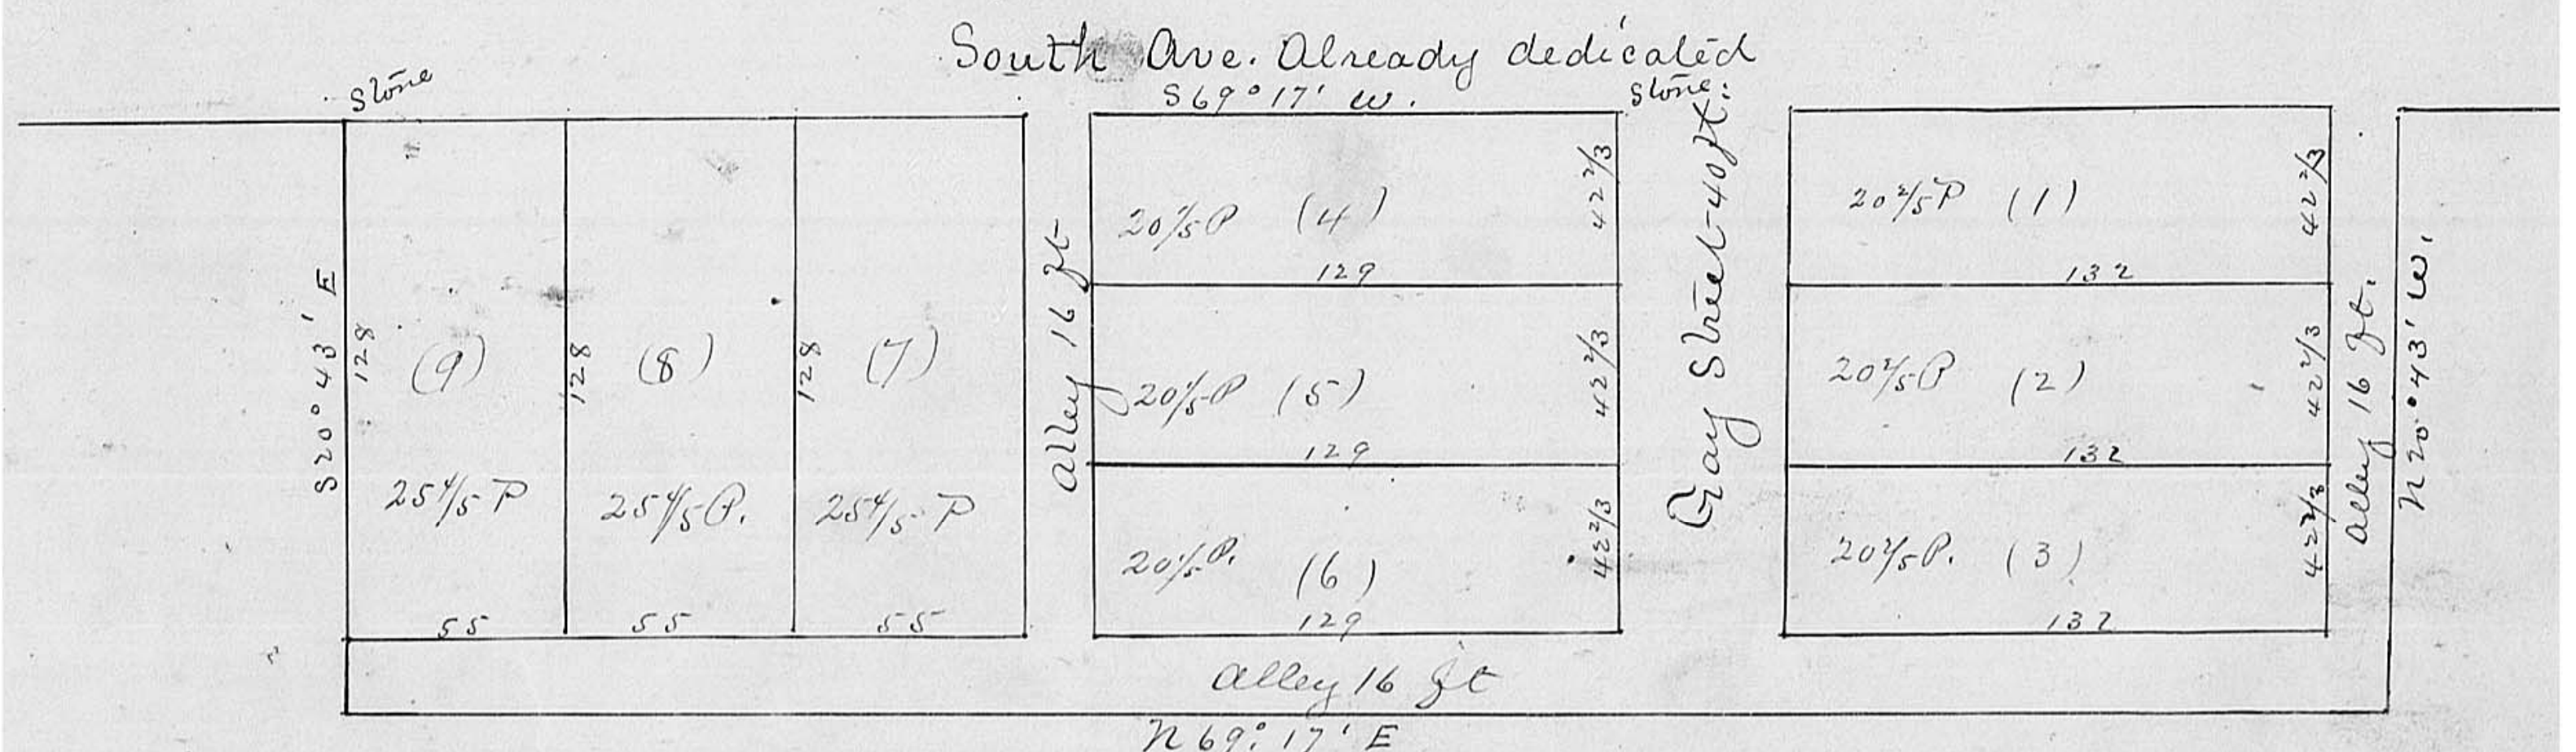 South Ave. Already dedicated
Stone
S 69° 17' W.
Stone:
S 20° 43' E
128
(9)
25 4/5 P
55
128
(8)
25 4/5 P.
55
128
(7)
25 4/5 P
55
Alley 16 ft
20 1/5 P (4)
42 2/3
129
20 1/5 P (5)
42 2/3
129
20 1/5 P. (6)
42 2/3
129
Gay Street 40 ft.
20 2/5 P (1)
42 2/3
132
20 2/5 P (2)
42 2/3
132
20 2/5 P. (3)
42 2/3
132
Alley 16 ft.
N 20° 43' W.
Alley 16 ft
N 69° 17' E